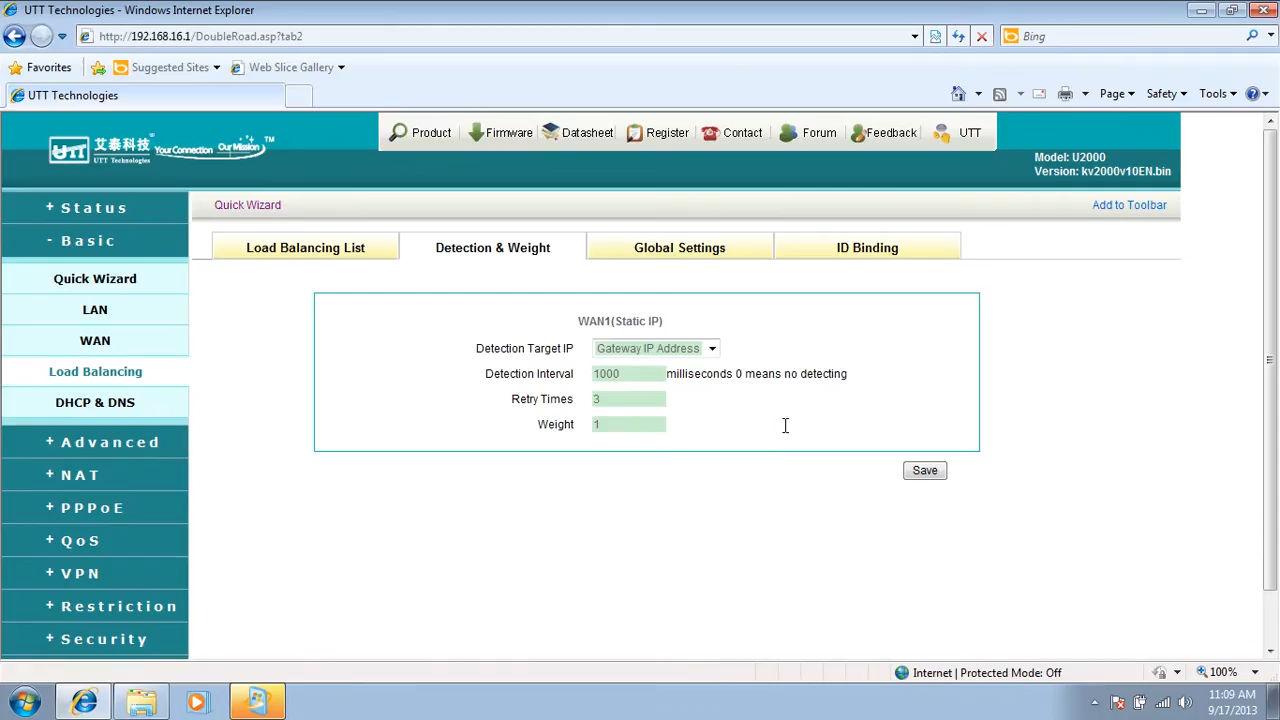 UTT Technologies - Windows Internet Explorer
http://192.168.16.1/DoubleRoad.asp?tab2
Bing
Favorites
Suggested Sites
Web Slice Gallery
UTT Technologies
Page
Safety
Tools
UTT 艾泰科技 Your Connection Our Mission
UTT Technologies
Product
Firmware
Datasheet
Register
Contact
Forum
Feedback
UTT
Model: U2000
Version: kv2000v10EN.bin
Quick Wizard
Add to Toolbar
+ Status
- Basic
Quick Wizard
LAN
WAN
Load Balancing
DHCP & DNS
+ Advanced
+ NAT
+ PPPoE
+ QoS
+ VPN
+ Restriction
+ Security
Load Balancing List
Detection & Weight
Global Settings
ID Binding
WAN1(Static IP)
Detection Target IP Gateway IP Address
Detection Interval 1000 milliseconds 0 means no detecting
Retry Times 3
Weight 1
Save
Internet | Protected Mode: Off
100%
11:09 AM
9/17/2013